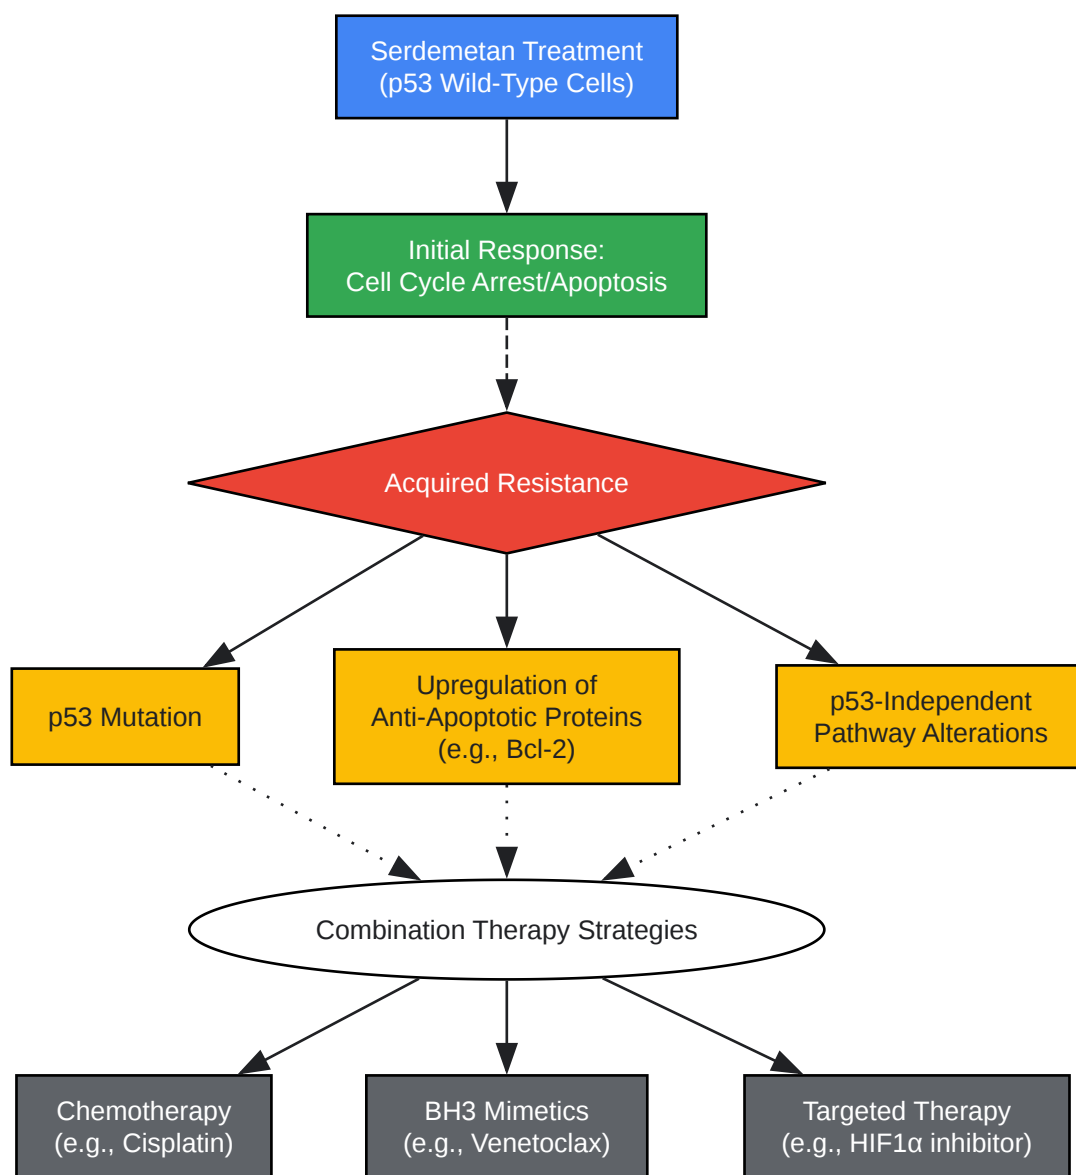 Serdemetan Treatment
(p53 Wild-Type Cells)
Initial Response:
Cell Cycle Arrest/Apoptosis
Acquired Resistance
p53 Mutation
Upregulation of
Anti-Apoptotic Proteins
(e.g., Bcl-2)
p53-Independent
Pathway Alterations
Combination Therapy Strategies
Chemotherapy
(e.g., Cisplatin)
BH3 Mimetics
(e.g., Venetoclax)
Targeted Therapy
(e.g., HIF1α inhibitor)